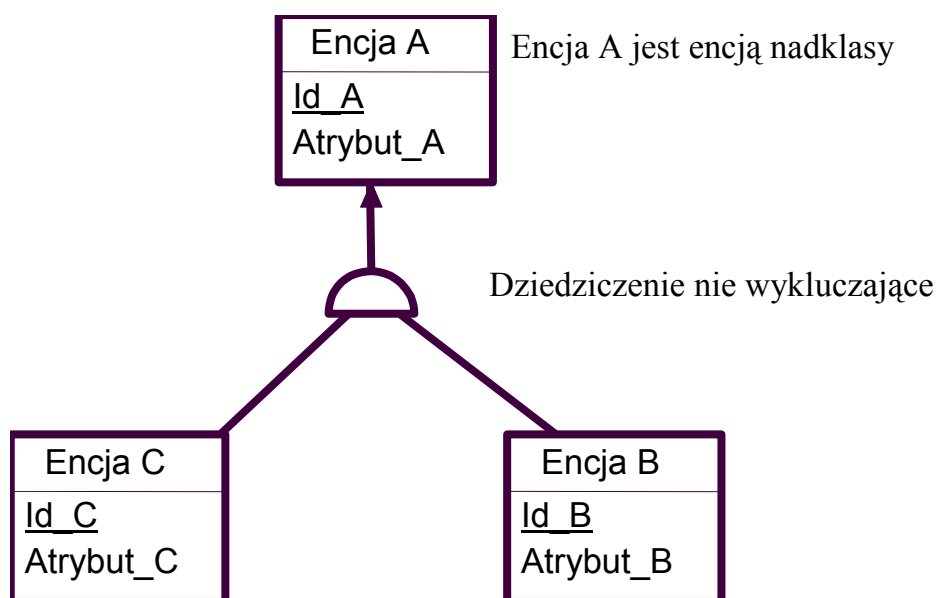 Encja A
Encja A jest encją nadklasy
Id_A
Atrybut_A
Dziedziczenie nie wykluczające
Encja C
Id_C
Atrybut_C
Encja B
Id_B
Atrybut_B